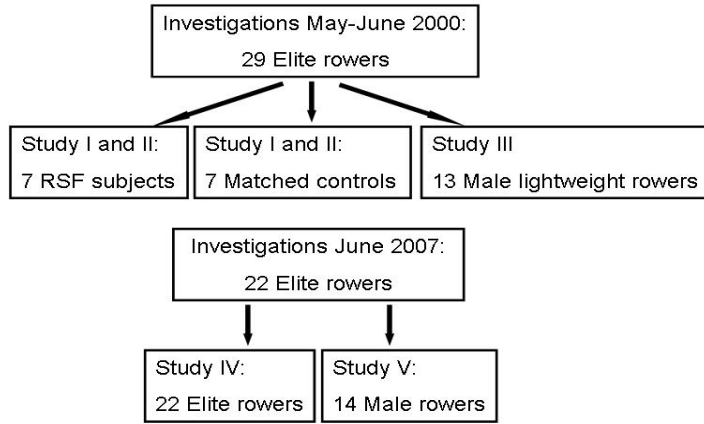 Investigations May-June 2000:
29 Elite rowers
Study I and II:
7 RSF subjects
Study I and II:
7 Matched controls
Study III
13 Male lightweight rowers
Investigations June 2007:
22 Elite rowers
Study IV:
22 Elite rowers
Study V:
14 Male rowers